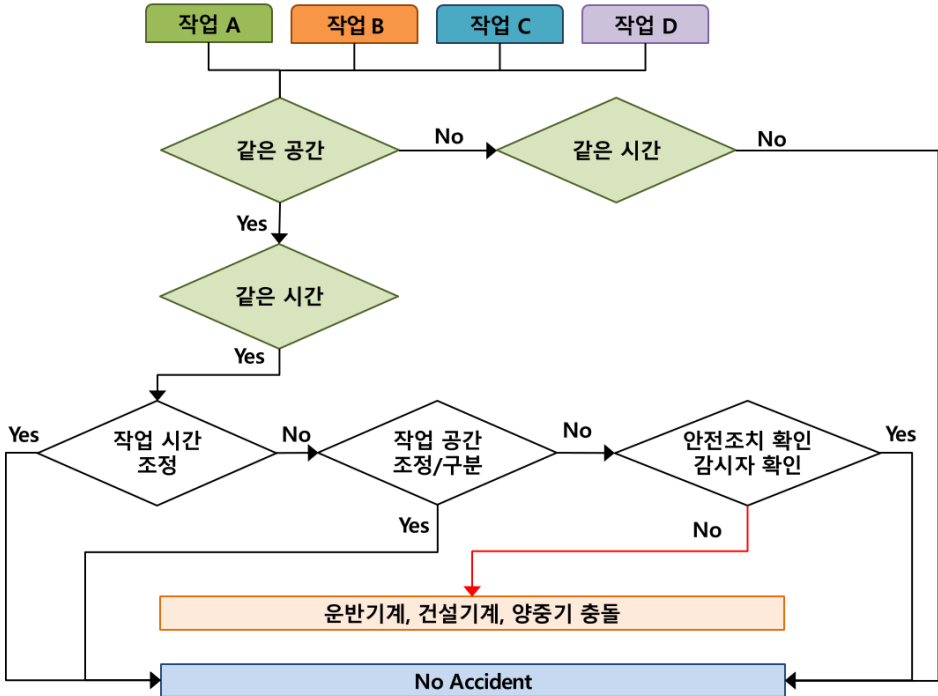 작업 A
작업 B
작업 C
작업 D
같은 공간
No
같은 시간
No
Yes
같은 시간
Yes
Yes
작업 시간
조정
No
작업 공간
조정/구분
No
안전조치 확인
감시자 확인
Yes
Yes
No
운반기계, 건설기계, 양중기 충돌
No Accident